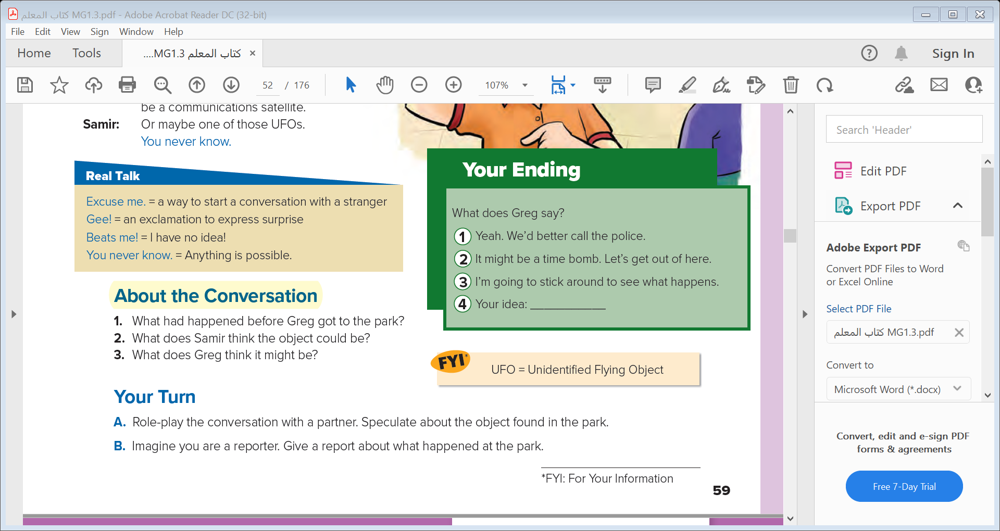 كتاب المعلم MG1.3.pdf - Adobe Acrobat Reader DC (32-bit)
File Edit View Sign Window Help
Home Tools كتاب المعلم MG1.3.... × Sign In
52 / 176 107%
be a communications satellite.
Samir: Or maybe one of those UFOs.
You never know.
Real Talk
Excuse me. = a way to start a conversation with a stranger
Gee! = an exclamation to express surprise
Beats me! = I have no idea!
You never know. = Anything is possible.
Your Ending
What does Greg say?
1 Yeah. We’d better call the police.
2 It might be a time bomb. Let’s get out of here.
3 I’m going to stick around to see what happens.
4 Your idea: ____________
About the Conversation
1. What had happened before Greg got to the park?
2. What does Samir think the object could be?
3. What does Greg think it might be?
FYI*
UFO = Unidentified Flying Object
Your Turn
A. Role-play the conversation with a partner. Speculate about the object found in the park.
B. Imagine you are a reporter. Give a report about what happened at the park.
*FYI: For Your Information
59
Search 'Header'
Edit PDF
Export PDF
Adobe Export PDF
Convert PDF Files to Word
or Excel Online
Select PDF File
كتاب المعلم MG1.3.pdf
Convert to
Microsoft Word (*.docx)
Convert, edit and e-sign PDF
forms & agreements
Free 7-Day Trial